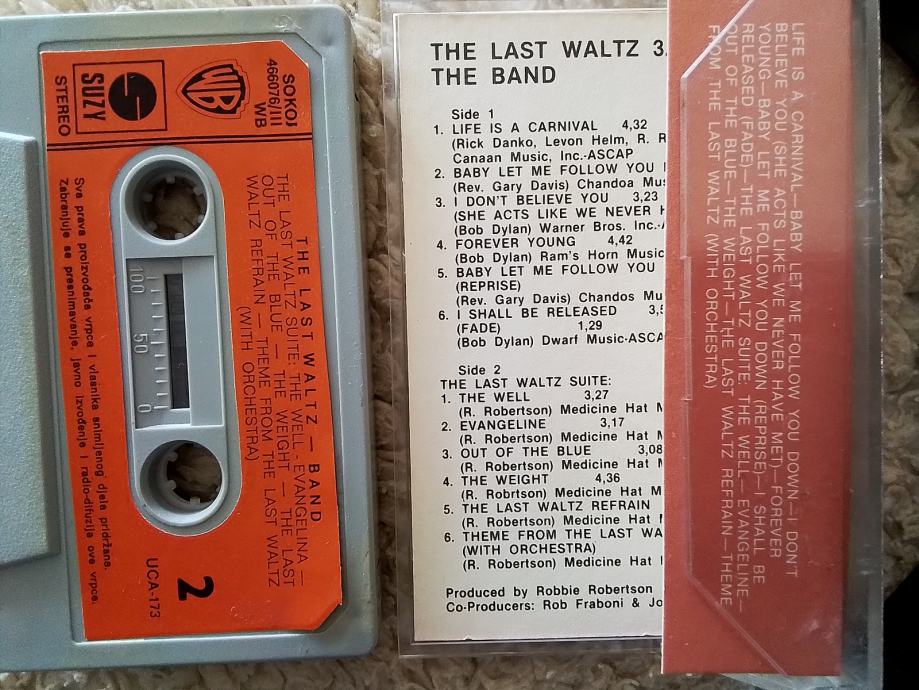 SOKOJ
466076/III
WB
WB
SUZY
STEREO
THE LAST WALTZ — BAND
THE LAST WALTZ SUITE: THE WELL - EVANGELINA —
OUT OF THE BLUE — THE WEIGHT — THE LAST
WALTZ REFRAIN — THEME FROM THE LAST WALTZ
(WITH ORCHESTRA)
100 50 0
2
UCA-173
Sva prava proizvođača vrpce i vlasnika snimljenog djela pridržana.
Zabranjuje se presnimavanje, javno izvođenje i radio-difuzija ove vrpce.
THE LAST WALTZ 3
THE BAND
Side 1
1. LIFE IS A CARNIVAL 4,32
(Rick Danko, Levon Helm, R. R
Canaan Music, Inc.-ASCAP
2. BABY LET ME FOLLOW YOU
(Rev. Gary Davis) Chandoa Mus
3. I DON'T BELIEVE YOU 3,23
(SHE ACTS LIKE WE NEVER H
(Bob Dylan) Warner Bros. Inc.-
4. FOREVER YOUNG 4,42
(Bob Dylan) Ram's Horn Music
5. BABY LET ME FOLLOW YOU
(REPRISE)
(Rev. Gary Davis) Chandos Mu
6. I SHALL BE RELEASED 3,5
(FADE) 1,29
(Bob Dylan) Dwarf Music-ASCA
Side 2
THE LAST WALTZ SUITE:
1. THE WELL 3,27
(R. Robertson) Medicine Hat M
2. EVANGELINE 3,17
(R. Robertson) Medicine Hat M
3. OUT OF THE BLUE 3,08
(R. Robertson) Medicine Hat M
4. THE WEIGHT 4,36
(R. Robrtson) Medicine Hat M
5. THE LAST WALTZ REFRAIN
(R. Robertson) Medicine Hat M
6. THEME FROM THE LAST WA
(WITH ORCHESTRA)
(R. Robertson) Medicine Hat
Produced by Robbie Robertson
Co-Producers: Rob Fraboni & Jo
LIFE IS A CARNIVAL—BABY LET ME FOLLOW YOU DOWN—I DON'T
BELIEVE YOU (SHE ACTS LIKE WE NEVER HAVE MET)—FOREVER
YOUNG—BABY LET ME FOLLOW YOU DOWN (REPRISE)—I SHALL BE
RELEASED (FADE)—THE LAST WALTZ SUITE: THE WELL—EVANGELINE—
OUT OF THE BLUE—THE WEIGHT—THE LAST WALTZ REFRAIN—THEME
FROM THE LAST WALTZ (WITH ORCHESTRA)